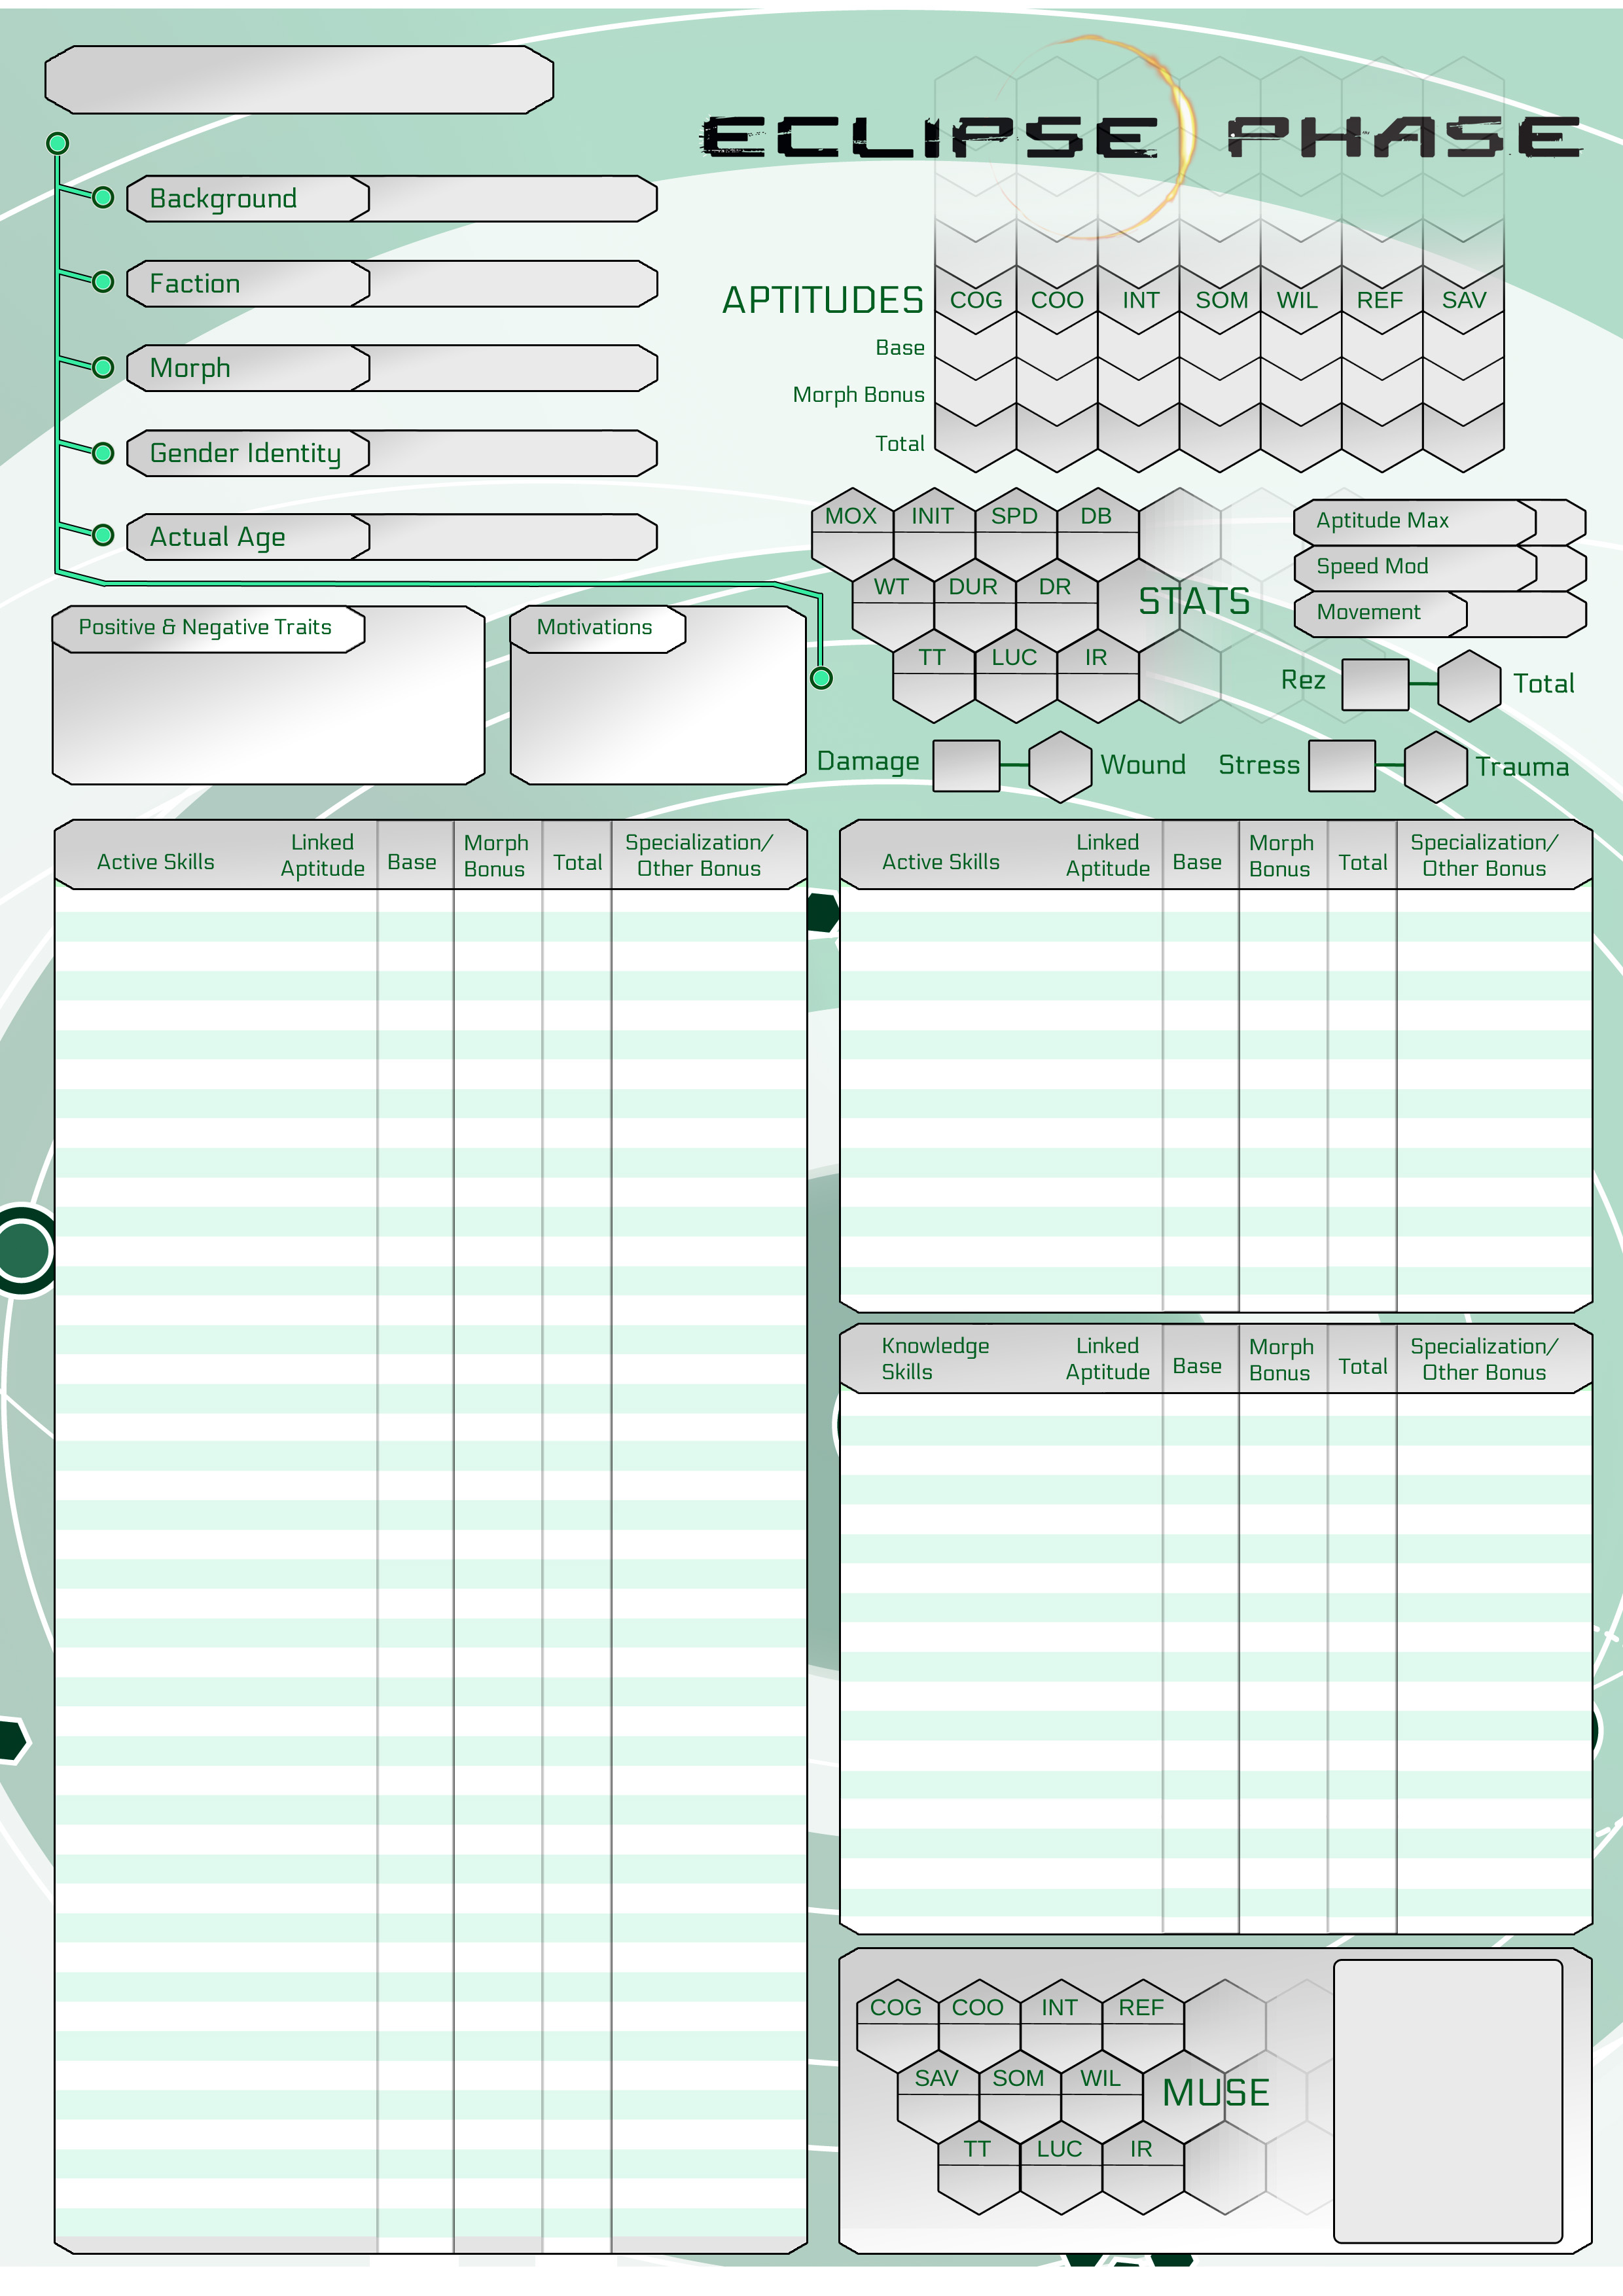 ECLIPSE PHASE
Background
Faction
Morph
Gender Identity
Actual Age
APTITUDES COG COO INT SOM WIL REF SAV
Base
Morph Bonus
Total
MOX INIT SPD DB
WT DUR DR
STATS
TT LUC IR
Aptitude Max
Speed Mod
Movement
Rez Total
Positive & Negative Traits
Motivations
Damage Wound Stress Trauma
Active Skills Linked Aptitude Base Morph Bonus Total Specialization/ Other Bonus
Active Skills Linked Aptitude Base Morph Bonus Total Specialization/ Other Bonus
Knowledge Skills Linked Aptitude Base Morph Bonus Total Specialization/ Other Bonus
COG COO INT REF
SAV SOM WIL
MUSE
TT LUC IR